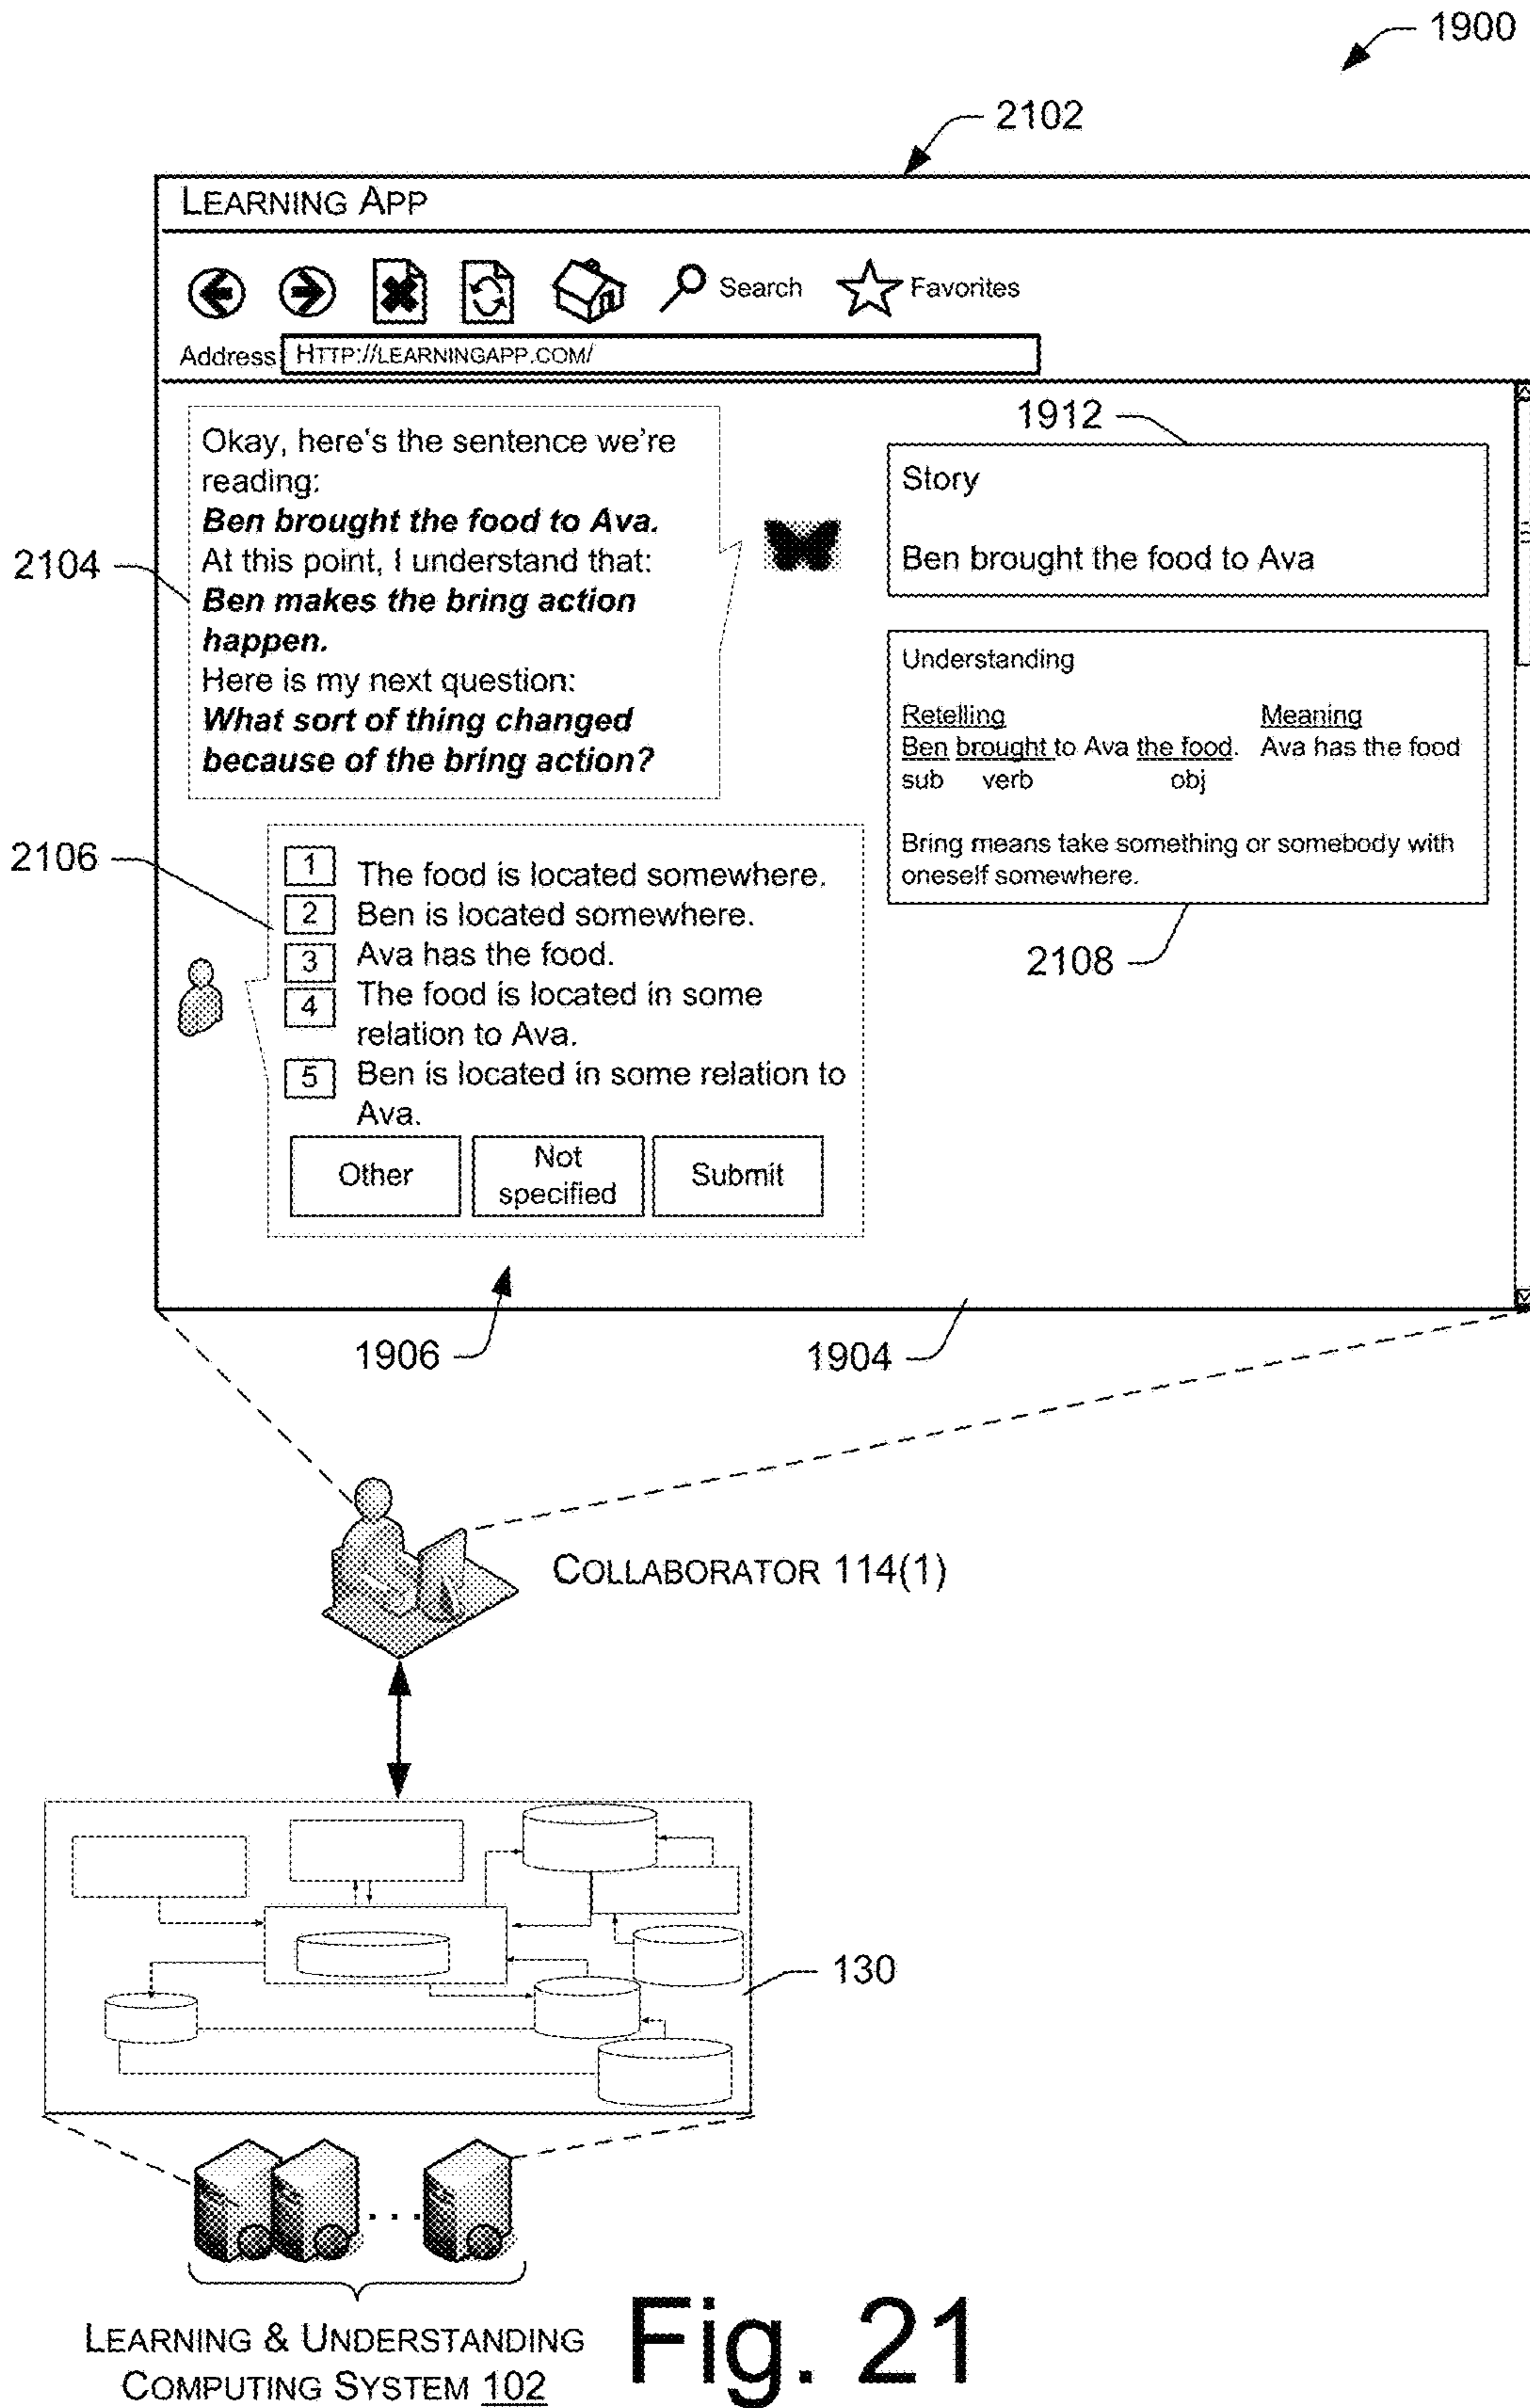 1900
2102
LEARNING APP
Search
Favorites
Address
HTTP://LEARNINGAPP.COM/
Okay, here's the sentence we're
reading:
Ben brought the food to Ava.
At this point, I understand that:
Ben makes the bring action
happen.
Here is my next question:
What sort of thing changed
because of the bring action?
2104
1912
Story
Ben brought the food to Ava
Understanding
Retelling Meaning
Ben brought to Ava the food. Ava has the food
sub verb obj
Bring means take something or somebody with
oneself somewhere.
2108
2106
1 The food is located somewhere.
2 Ben is located somewhere.
3 Ava has the food.
4 The food is located in some
relation to Ava.
5 Ben is located in some relation to
Ava.
Other
Not
specified
Submit
1906
1904
COLLABORATOR 114(1)
130
. . .
LEARNING & UNDERSTANDING
COMPUTING SYSTEM 102
Fig. 21